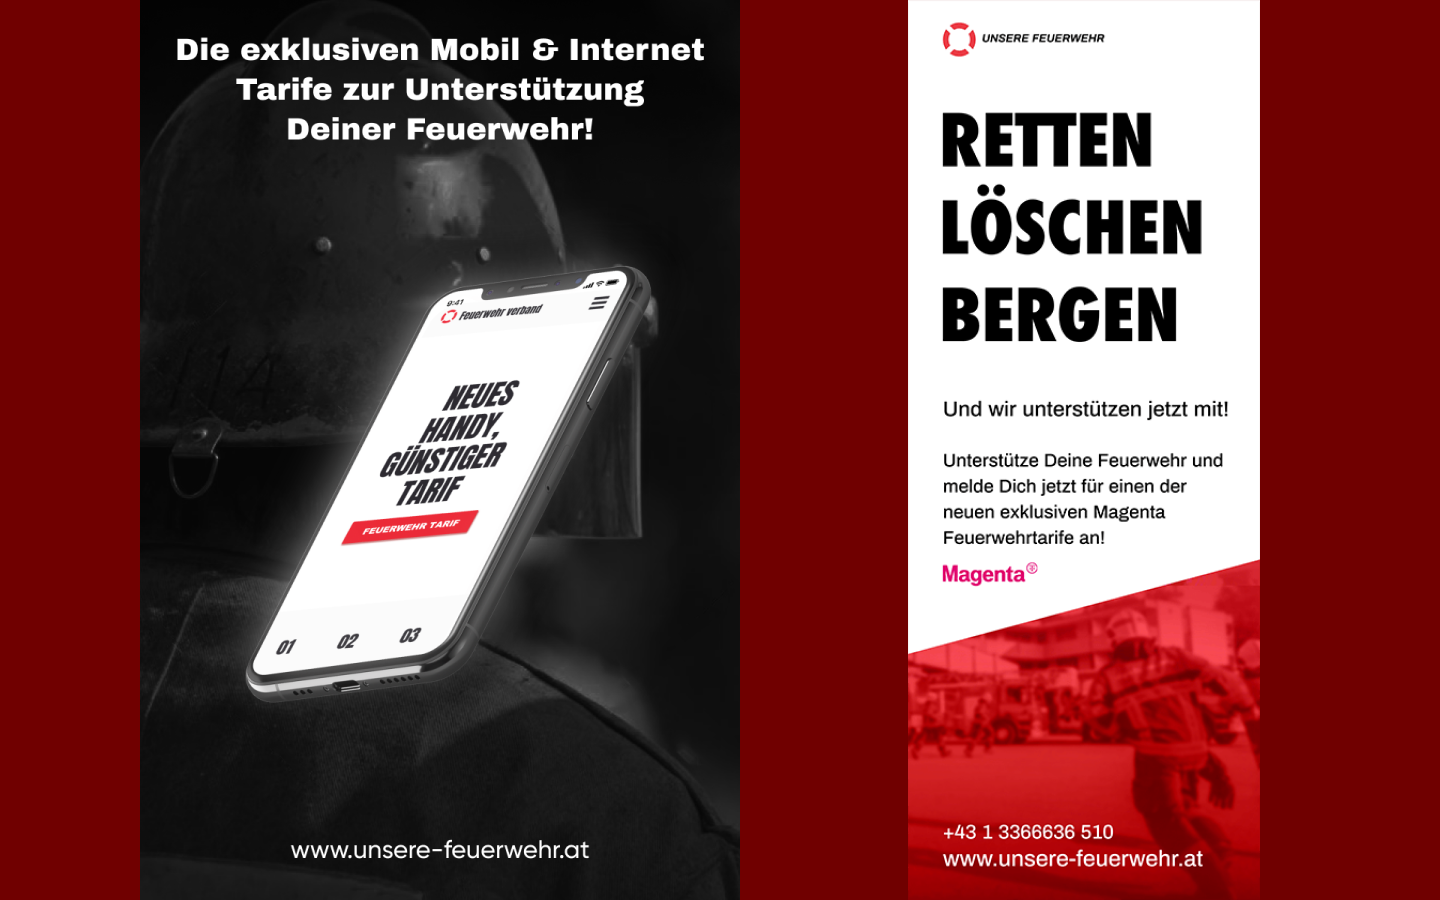 Die exklusiven Mobil & Internet
Tarife zur Unterstützung
Deiner Feuerwehr!
114
9:41
Feuerwehr verband
NEUES
HANDY,
GÜNSTIGER
TARIF
FEUERWEHR TARIF
01 02 03
www.unsere-feuerwehr.at
UNSERE FEUERWEHR
RETTEN
LÖSCHEN
BERGEN
Und wir unterstützen jetzt mit!
Unterstütze Deine Feuerwehr und
melde Dich jetzt für einen der
neuen exklusiven Magenta
Feuerwehrtarife an!
Magenta
+43 1 3366636 510
www.unsere-feuerwehr.at